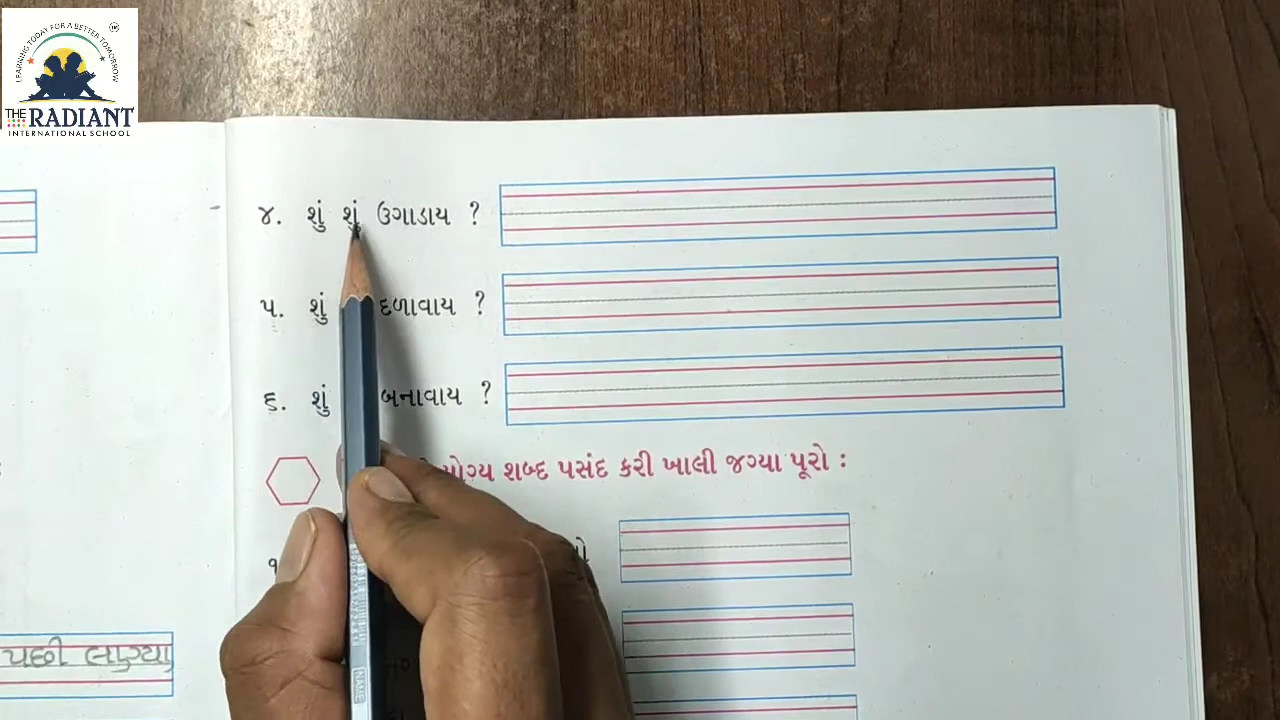 LEARNING TODAY FOR A BETTER TOMORROW
THE RADIANT
INTERNATIONAL SCHOOL
૪. શું શું ઉગાડાય ?
૫. શું દળાવાય ?
૬. શું બનાવાય ?
યોગ્ય શબ્દ પસંદ કરી ખાલી જગ્યા પૂરો :
પછી લાગ્યા